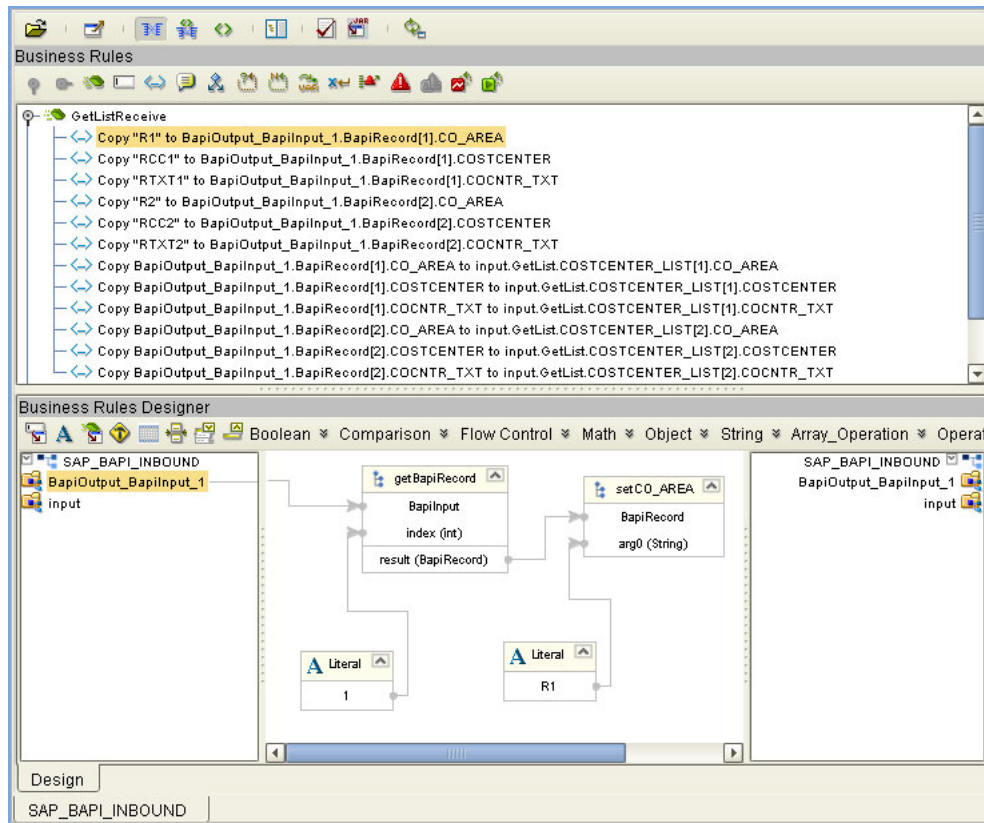 JAR
Business Rules
GetListReceive
Copy "R1" to BapiOutput_BapiInput_1.BapiRecord[1].CO_AREA
Copy "RCC1" to BapiOutput_BapiInput_1.BapiRecord[1].COSTCENTER
Copy "RTXT1" to BapiOutput_BapiInput_1.BapiRecord[1].COCNTR_TXT
Copy "R2" to BapiOutput_BapiInput_1.BapiRecord[2].CO_AREA
Copy "RCC2" to BapiOutput_BapiInput_1.BapiRecord[2].COSTCENTER
Copy "RTXT2" to BapiOutput_BapiInput_1.BapiRecord[2].COCNTR_TXT
Copy BapiOutput_BapiInput_1.BapiRecord[1].CO_AREA to input.GetList.COSTCENTER_LIST[1].CO_AREA
Copy BapiOutput_BapiInput_1.BapiRecord[1].COSTCENTER to input.GetList.COSTCENTER_LIST[1].COSTCENTER
Copy BapiOutput_BapiInput_1.BapiRecord[1].COCNTR_TXT to input.GetList.COSTCENTER_LIST[1].COCNTR_TXT
Copy BapiOutput_BapiInput_1.BapiRecord[2].CO_AREA to input.GetList.COSTCENTER_LIST[2].CO_AREA
Copy BapiOutput_BapiInput_1.BapiRecord[2].COSTCENTER to input.GetList.COSTCENTER_LIST[2].COSTCENTER
Copy BapiOutput_BapiInput_1.BapiRecord[2].COCNTR_TXT to input.GetList.COSTCENTER_LIST[2].COCNTR_TXT
Business Rules Designer
A Boolean Comparison Flow Control Math Object String Array_Operation Operat
SAP_BAPI_INBOUND
BapiOutput_BapiInput_1
input
getBapiRecord
BapiInput
index (int)
result (BapiRecord)
setCO_AREA
BapiRecord
arg0 (String)
A Literal
1
A Literal
R1
SAP_BAPI_INBOUND
BapiOutput_BapiInput_1
input
Design
SAP_BAPI_INBOUND